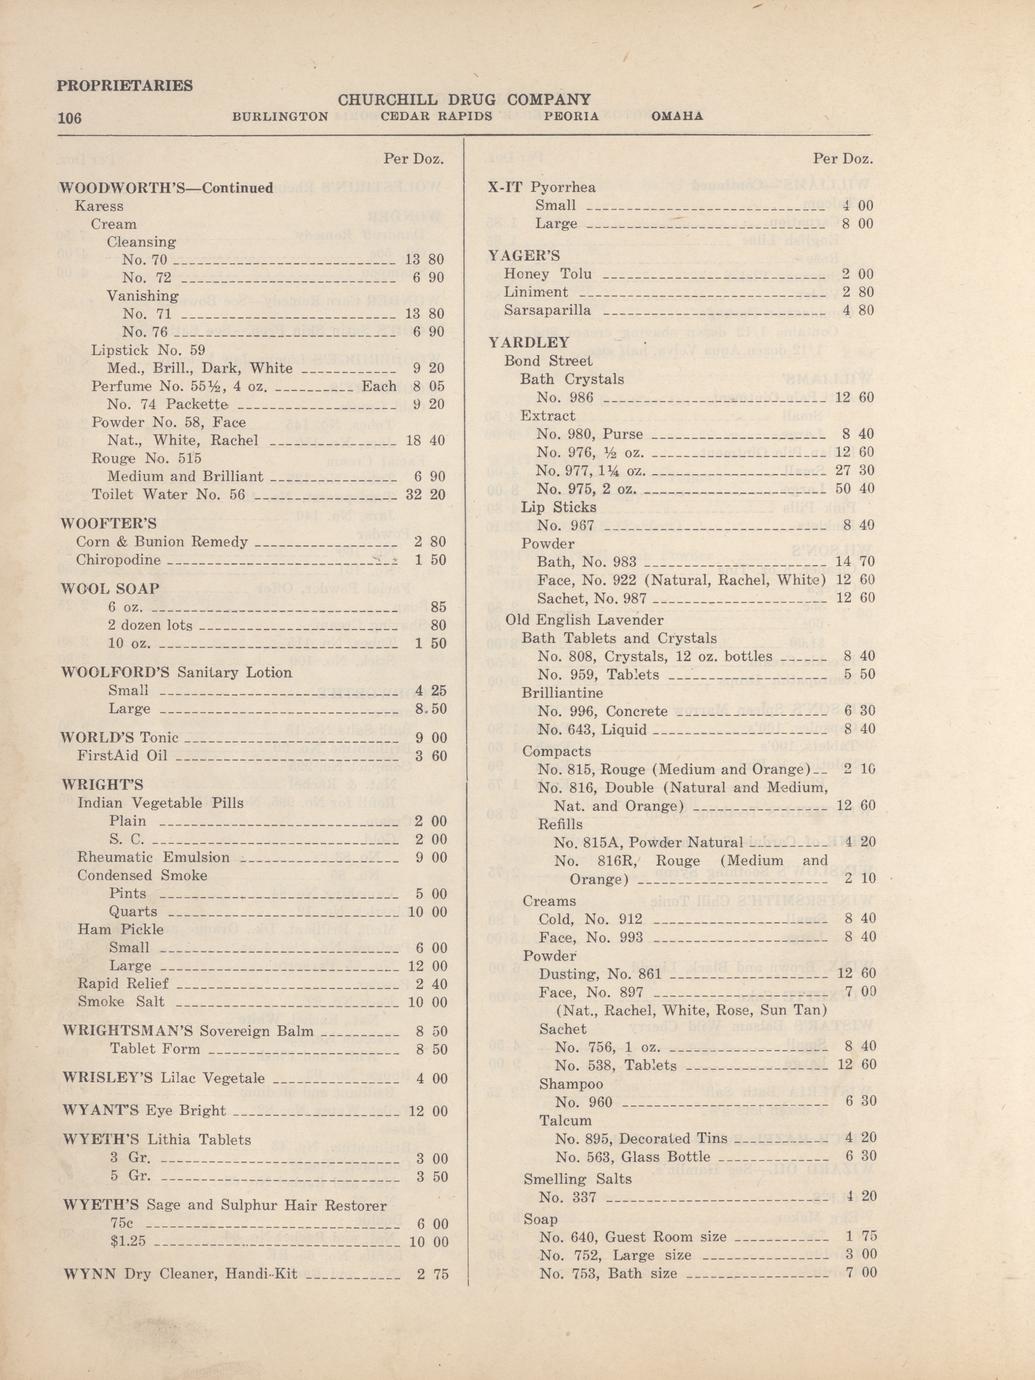 PROPRIETARIES
CHURCHILL DRUG COMPANY
106 BURLINGTON CEDAR RAPIDS PEORIA OMAHA
Per Doz.
WOODWORTH'S—Continued
Karess
Cream
Cleansing
No. 70 13 80
No. 72 6 90
Vanishing
No. 71 13 80
No. 76 6 90
Lipstick No. 59
Med., Brill., Dark, White 9 20
Perfume No. 55½, 4 oz. Each 8 05
No. 74 Packette 9 20
Powder No. 58, Face
Nat., White, Rachel 18 40
Rouge No. 515
Medium and Brilliant 6 90
Toilet Water No. 56 32 20
WOOFTER'S
Corn & Bunion Remedy 2 80
Chiropodine 1 50
WOOL SOAP
6 oz. 85
2 dozen lots 80
10 oz. 1 50
WOOLFORD'S Sanitary Lotion
Small 4 25
Large 8.50
WORLD'S Tonic 9 00
FirstAid Oil 3 60
WRIGHT'S
Indian Vegetable Pills
Plain 2 00
S. C. 2 00
Rheumatic Emulsion 9 00
Condensed Smoke
Pints 5 00
Quarts 10 00
Ham Pickle
Small 6 00
Large 12 00
Rapid Relief 2 40
Smoke Salt 10 00
WRIGHTSMAN'S Sovereign Balm 8 50
Tablet Form 8 50
WRISLEY'S Lilac Vegetale 4 00
WYANT'S Eye Bright 12 00
WYETH'S Lithia Tablets
3 Gr. 3 00
5 Gr. 3 50
WYETH'S Sage and Sulphur Hair Restorer
75c 6 00
$1.25 10 00
WYNN Dry Cleaner, Handi-Kit 2 75
Per Doz.
X-IT Pyorrhea
Small 4 00
Large 8 00
YAGER'S
Honey Tolu 2 00
Liniment 2 80
Sarsaparilla 4 80
YARDLEY
Bond Street
Bath Crystals
No. 986 12 60
Extract
No. 980, Purse 8 40
No. 976, ½ oz. 12 60
No. 977, 1¼ oz. 27 30
No. 975, 2 oz. 50 40
Lip Sticks
No. 967 8 40
Powder
Bath, No. 983 14 70
Face, No. 922 (Natural, Rachel, White) 12 60
Sachet, No. 987 12 60
Old English Lavender
Bath Tablets and Crystals
No. 808, Crystals, 12 oz. bottles 8 40
No. 959, Tablets 5 50
Brilliantine
No. 996, Concrete 6 30
No. 643, Liquid 8 40
Compacts
No. 815, Rouge (Medium and Orange) 2 10
No. 816, Double (Natural and Medium,
Nat. and Orange) 12 60
Refills
No. 815A, Powder Natural 4 20
No. 816R, Rouge (Medium and
Orange) 2 10
Creams
Cold, No. 912 8 40
Face, No. 993 8 40
Powder
Dusting, No. 861 12 60
Face, No. 897 7 00
(Nat., Rachel, White, Rose, Sun Tan)
Sachet
No. 756, 1 oz. 8 40
No. 538, Tablets 12 60
Shampoo
No. 960 6 30
Talcum
No. 895, Decorated Tins 4 20
No. 563, Glass Bottle 6 30
Smelling Salts
No. 337 4 20
Soap
No. 640, Guest Room size 1 75
No. 752, Large size 3 00
No. 753, Bath size 7 00